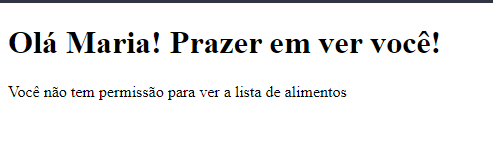 Olá Maria! Prazer em ver você!
Você não tem permissão para ver a lista de alimentos